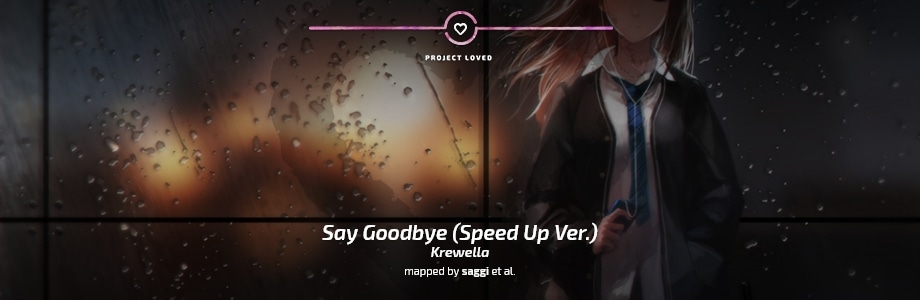 PROJECT LOVED
Say Goodbye (Speed Up Ver.)
Krewella
mapped by saggi et al.